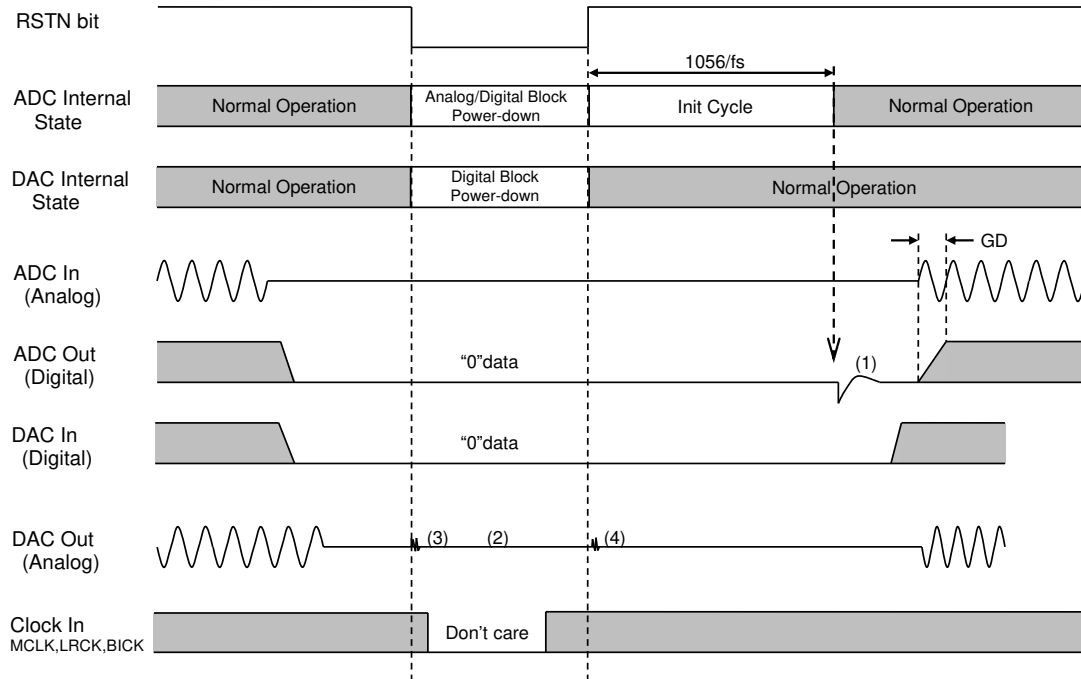 RSTN bit
1056/fs
ADC Internal
State
Normal Operation
Analog/Digital Block
Power-down
Init Cycle
Normal Operation
DAC Internal
State
Normal Operation
Digital Block
Power-down
Normal Operation
GD
ADC In
(Analog)
ADC Out
(Digital)
“0”data
(1)
DAC In
(Digital)
“0”data
DAC Out
(Analog)
(3)
(2)
(4)
Clock In
MCLK,LRCK,BICK
Don’t care